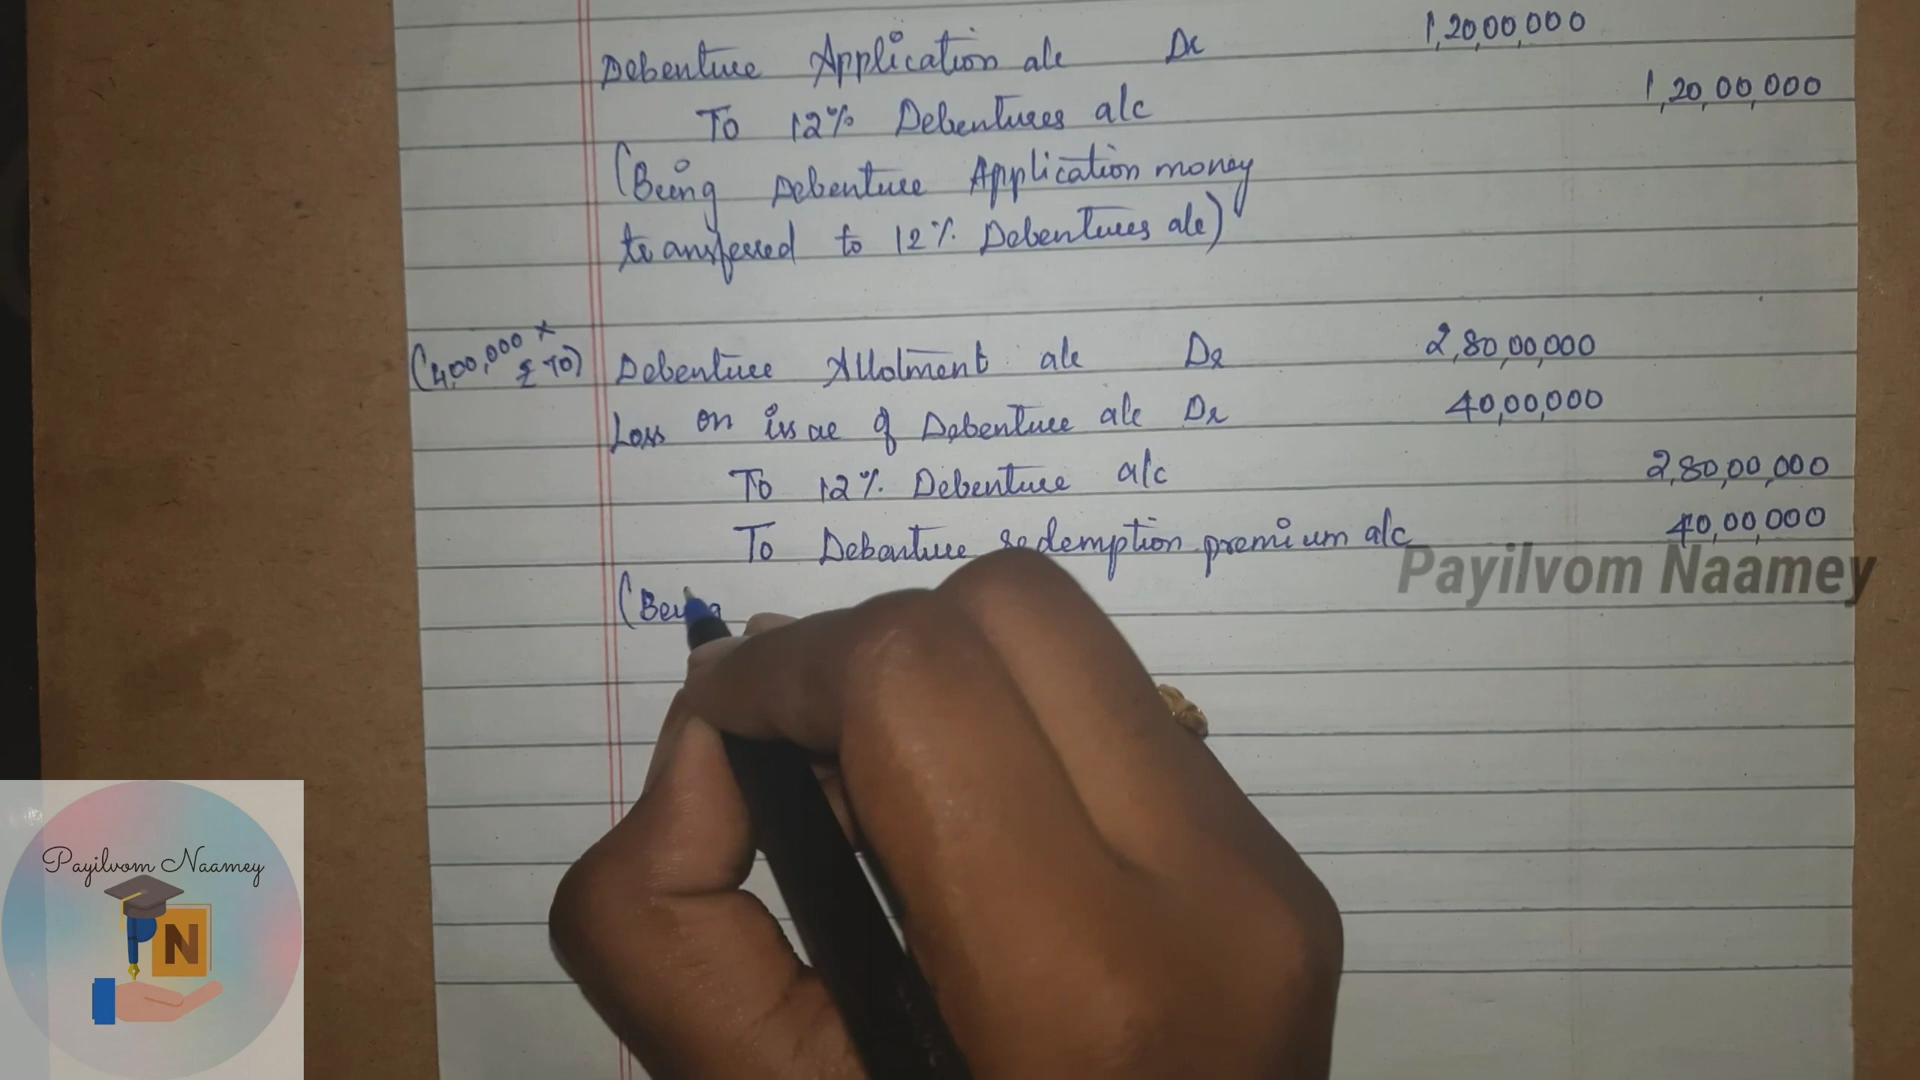 Debenture Application a/c Dr 1,20,00,000
To 12% Debentures a/c 1,20,00,000
(Being Debenture Application money
transferred to 12% Debentures a/c)
(4,00,000 x
₹ 70) Debenture Allotment a/c Dr 2,80,00,000
Loss on issue of Debenture a/c Dr 40,00,000
To 12% Debenture a/c 2,80,00,000
To Debenture redemption premium a/c 40,00,000
(Being
Payilvom Naamey
Payilvom Naamey
PN